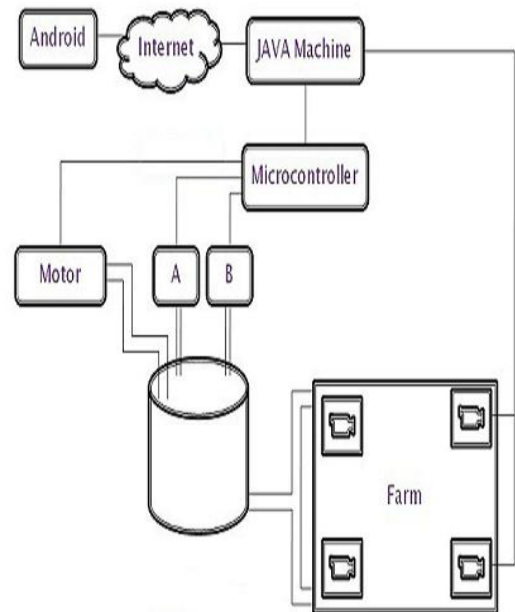 Android
Internet
JAVA Machine
Microcontroller
Motor
A
B
Farm